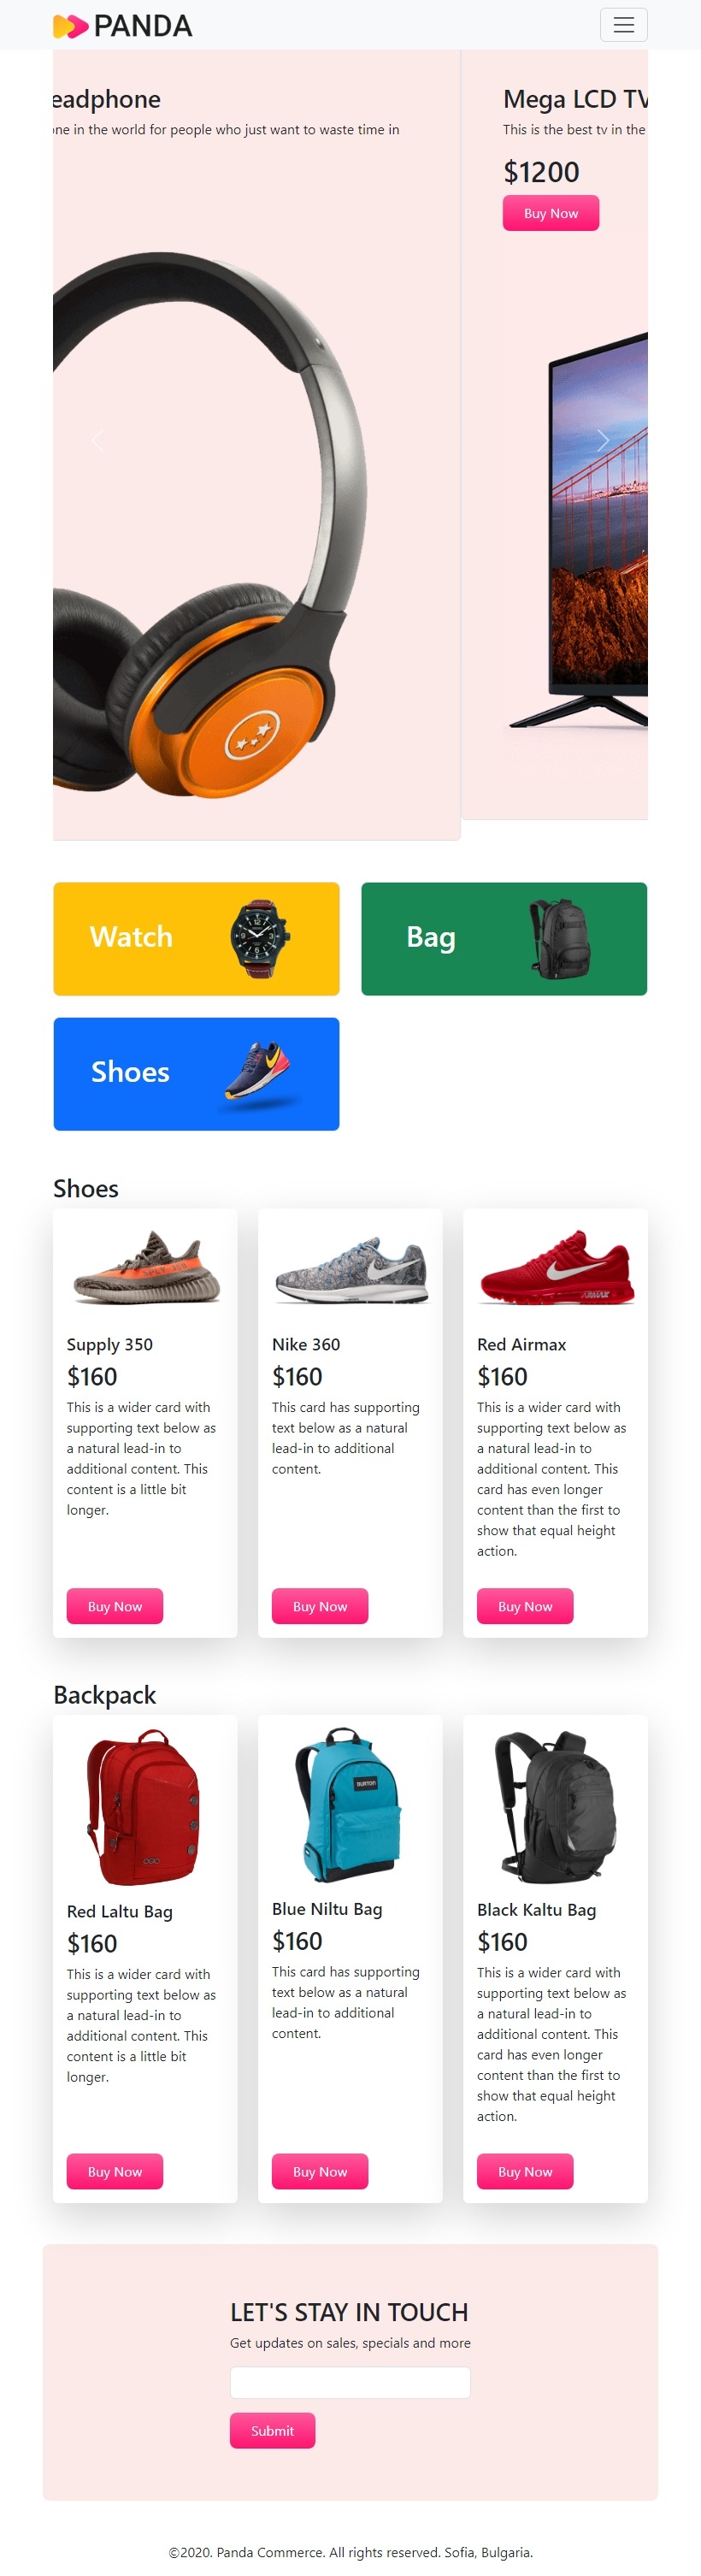 PANDA
eadphone
one in the world for people who just want to waste time in
Mega LCD TV
This is the best tv in the
$1200
Buy Now
Watch
Bag
Shoes
Shoes
Supply 350
$160
This is a wider card with
supporting text below as
a natural lead-in to
additional content. This
content is a little bit
longer.
Buy Now
Nike 360
$160
This card has supporting
text below as a natural
lead-in to additional
content.
Buy Now
Red Airmax
$160
This is a wider card with
supporting text below as
a natural lead-in to
additional content. This
card has even longer
content than the first to
show that equal height
action.
Buy Now
Backpack
Red Laltu Bag
$160
This is a wider card with
supporting text below as
a natural lead-in to
additional content. This
content is a little bit
longer.
Buy Now
BURTON
Blue Niltu Bag
$160
This card has supporting
text below as a natural
lead-in to additional
content.
Buy Now
Black Kaltu Bag
$160
This is a wider card with
supporting text below as
a natural lead-in to
additional content. This
card has even longer
content than the first to
show that equal height
action.
Buy Now
LET'S STAY IN TOUCH
Get updates on sales, specials and more
Submit
©2020. Panda Commerce. All rights reserved. Sofia, Bulgaria.